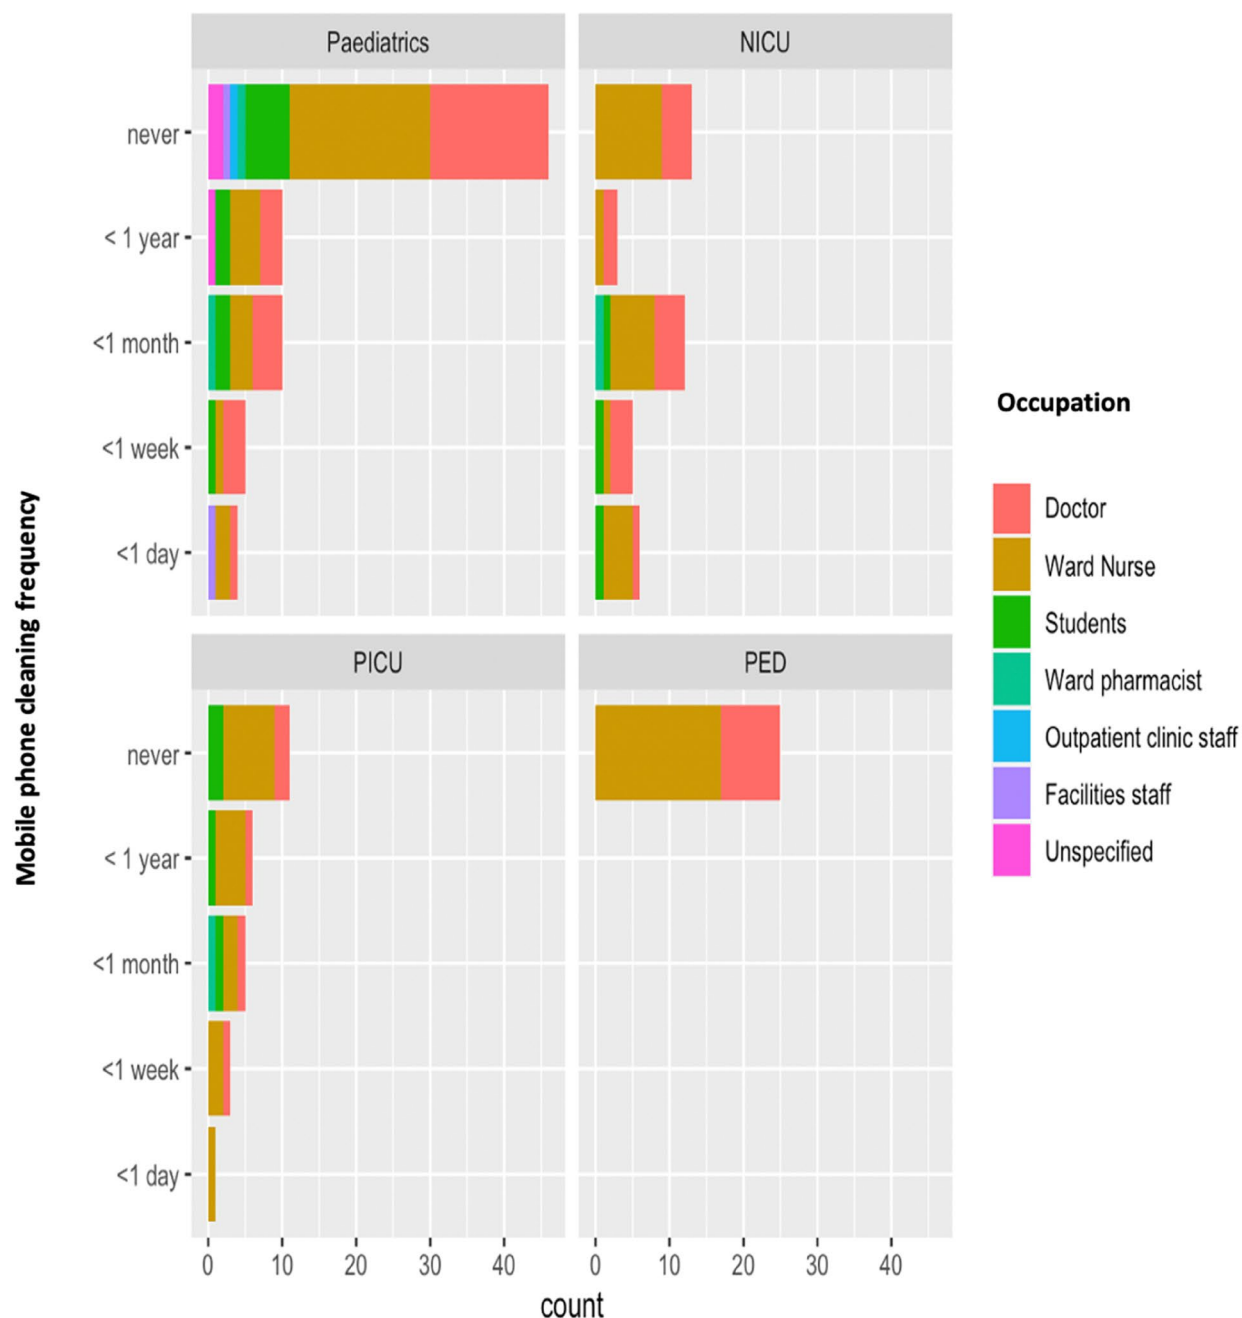 Paediatrics
NICU
never
< 1 year
<1 month
<1 week
<1 day
PICU
PED
never
< 1 year
<1 month
<1 week
<1 day
0 10 20 30 40
0 10 20 30 40
count
Mobile phone cleaning frequency
Occupation
Doctor
Ward Nurse
Students
Ward pharmacist
Outpatient clinic staff
Facilities staff
Unspecified